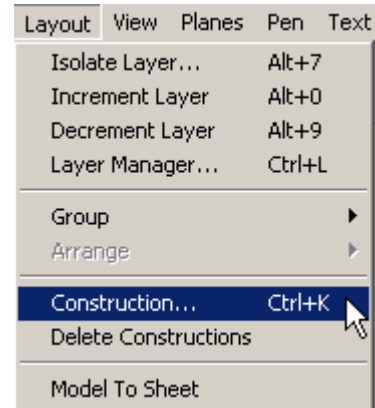 Layout View Planes Pen Text
Isolate Layer... Alt+7
Increment Layer Alt+0
Decrement Layer Alt+9
Layer Manager... Ctrl+L
Group
Arrange
Construction... Ctrl+K
Delete Constructions
Model To Sheet